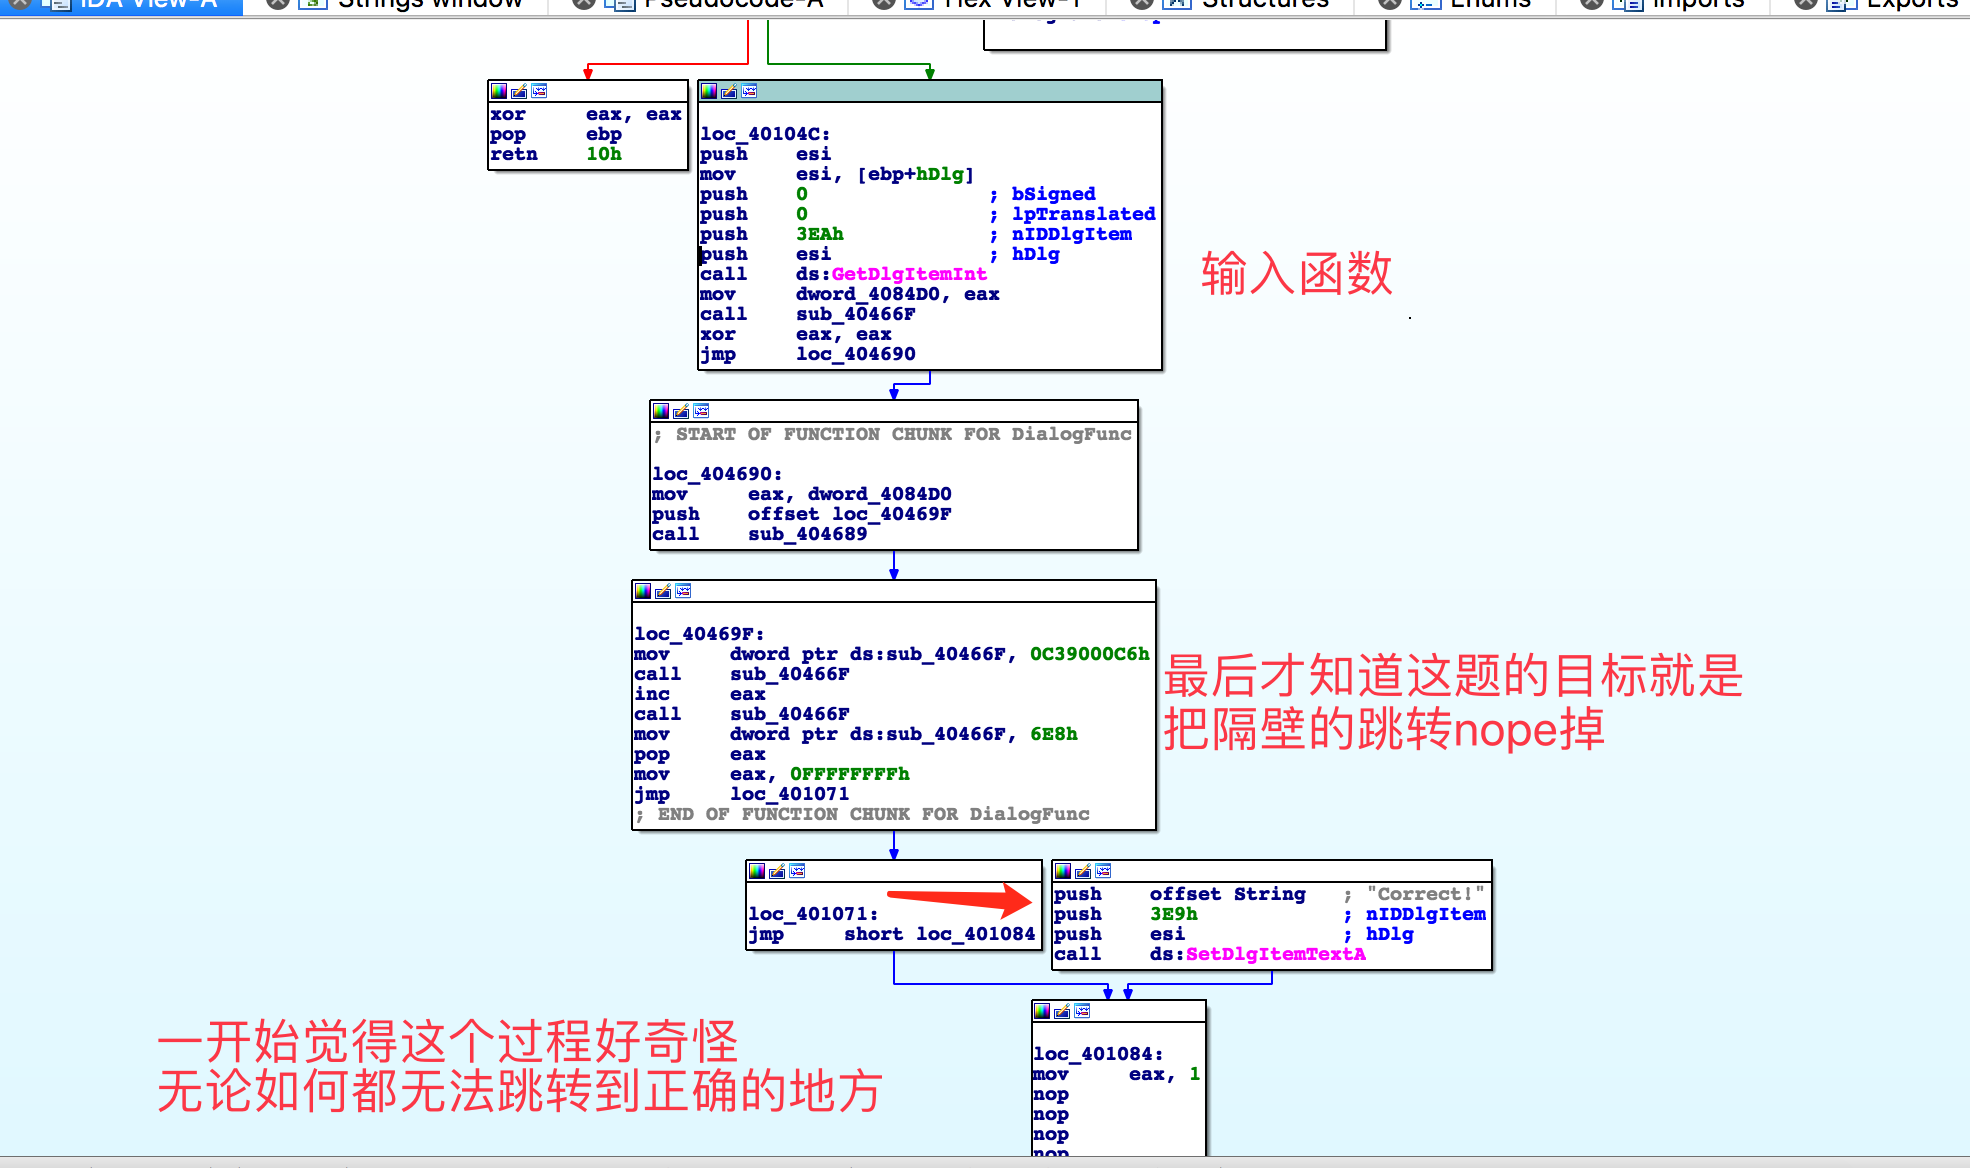 IDA View-A
Strings window
Pseudocode-A
Hex View-1
Structures
Enums
Imports
Exports
xor eax, eax
pop ebp
retn 10h
loc_40104C:
push esi
mov esi, [ebp+hDlg]
push 0 ; bSigned
push 0 ; lpTranslated
push 3EAh ; nIDDlgItem
push esi ; hDlg
call ds:GetDlgItemInt
mov dword_4084D0, eax
call sub_40466F
xor eax, eax
jmp loc_404690
输入函数
; START OF FUNCTION CHUNK FOR DialogFunc
loc_404690:
mov eax, dword_4084D0
push offset loc_40469F
call sub_404689
loc_40469F:
mov dword ptr ds:sub_40466F, 0C39000C6h
call sub_40466F
inc eax
call sub_40466F
mov dword ptr ds:sub_40466F, 6E8h
pop eax
mov eax, 0FFFFFFFFh
jmp loc_401071
; END OF FUNCTION CHUNK FOR DialogFunc
最后才知道这题的目标就是
把隔壁的跳转nope掉
loc_401071:
jmp short loc_401084
push offset String ; "Correct!"
push 3E9h ; nIDDlgItem
push esi ; hDlg
call ds:SetDlgItemTextA
一开始觉得这个过程好奇怪
无论如何都无法跳转到正确的地方
loc_401084:
mov eax, 1
nop
nop
nop
nop